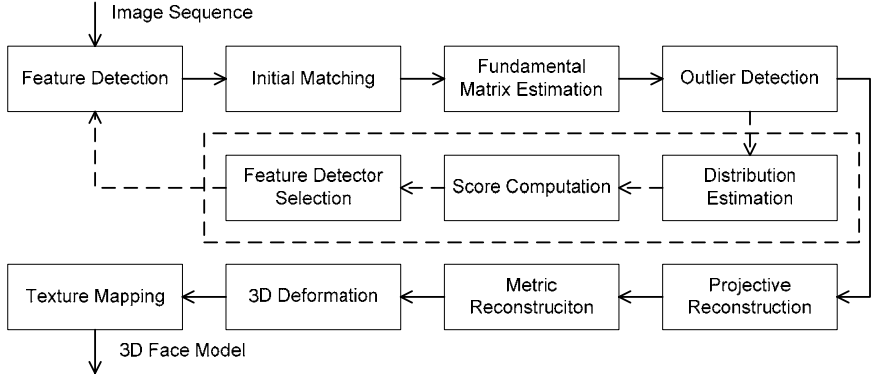 Image Sequence
Feature Detection
Initial Matching
Fundamental
Matrix Estimation
Outlier Detection
Feature Detector
Selection
Score Computation
Distribution
Estimation
Texture Mapping
3D Deformation
Metric
Reconstruciton
Projective
Reconstruction
3D Face Model